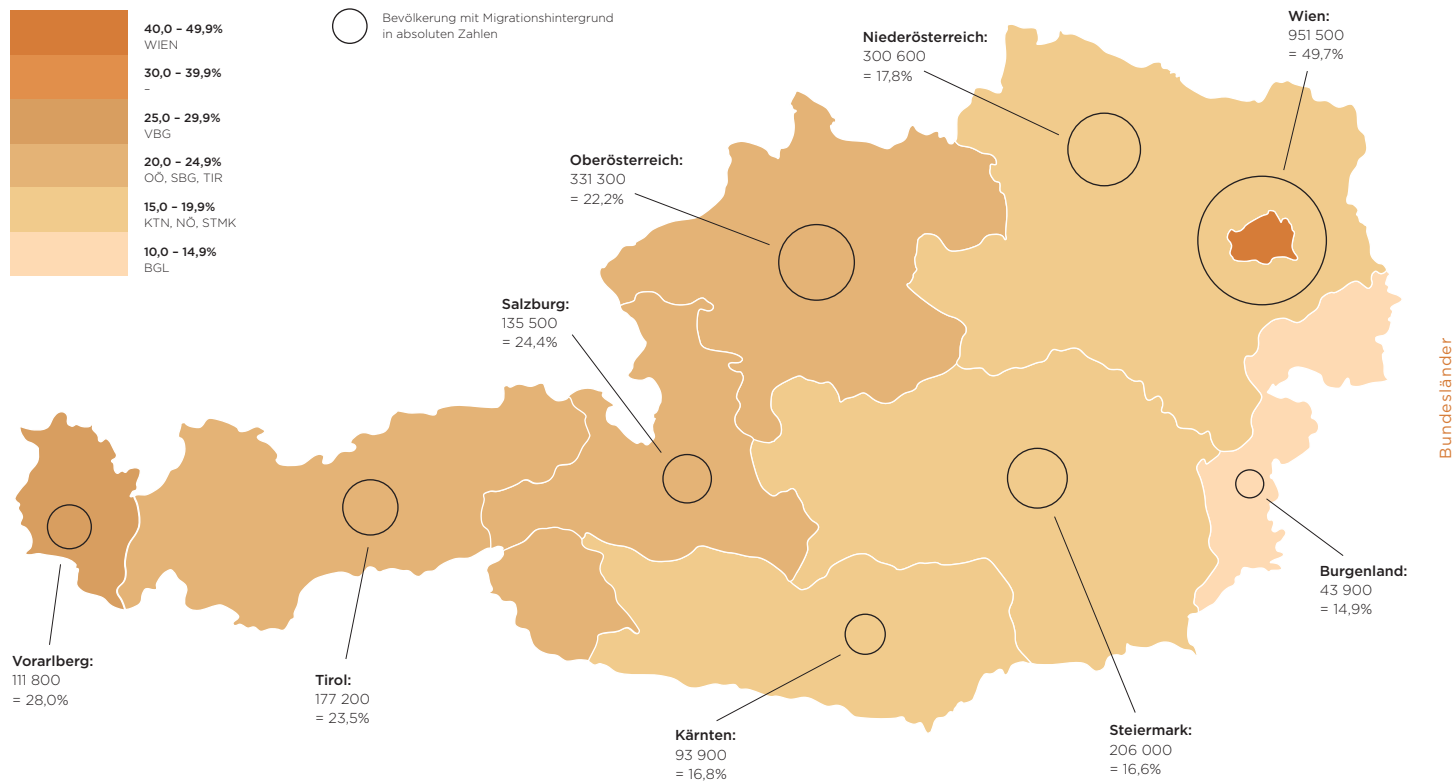 40,0 – 49,9%
WIEN
30,0 – 39,9%
–
25,0 – 29,9%
VBG
20,0 – 24,9%
OÖ, SBG, TIR
15,0 – 19,9%
KTN, NÖ, STMK
10,0 – 14,9%
BGL
Bevölkerung mit Migrationshintergrund
in absoluten Zahlen
Niederösterreich:
300 600
= 17,8%
Wien:
951 500
= 49,7%
Oberösterreich:
331 300
= 22,2%
Salzburg:
135 500
= 24,4%
Bundesländer
Burgenland:
43 900
= 14,9%
Vorarlberg:
111 800
= 28,0%
Tirol:
177 200
= 23,5%
Kärnten:
93 900
= 16,8%
Steiermark:
206 000
= 16,6%